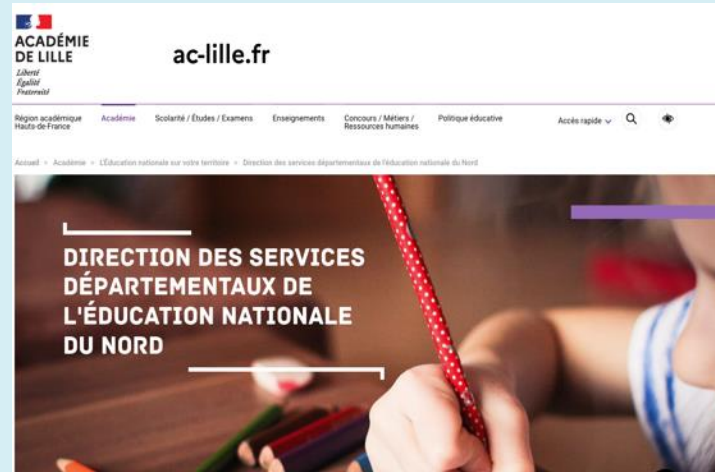 ACADÉMIE
DE LILLE
Liberté
Égalité
Fraternité
ac-lille.fr
Région académique
Hauts-de-France
Académie
Scolarité / Études / Examens
Enseignements
Concours / Métiers /
Ressources humaines
Politique éducative
Accès rapide
Accueil > Académie > L'Éducation nationale sur votre territoire > Direction des services départementaux de l'éducation nationale du Nord
DIRECTION DES SERVICES
DÉPARTEMENTAUX DE
L'ÉDUCATION NATIONALE
DU NORD